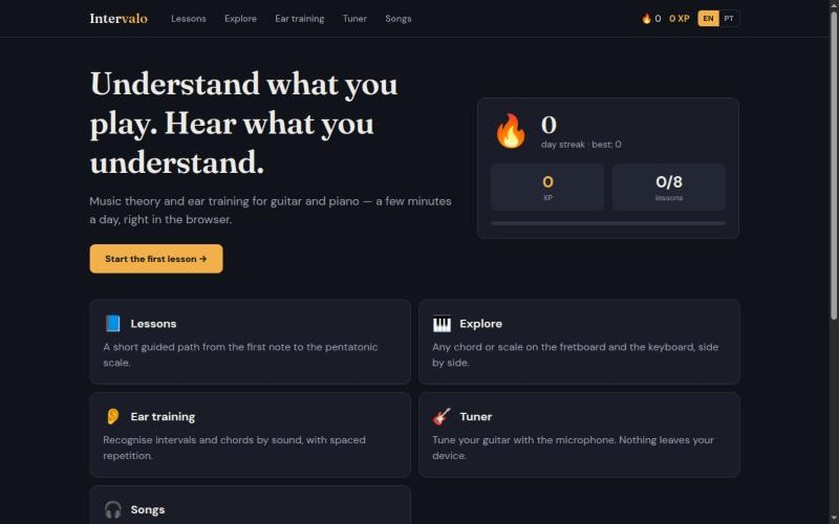 Intervalo
Lessons
Explore
Ear training
Tuner
Songs
0
0 XP
EN
PT
Understand what you
play. Hear what you
understand.
Music theory and ear training for guitar and piano — a few minutes
a day, right in the browser.
Start the first lesson →
0
day streak · best: 0
0
XP
0/8
lessons
Lessons
A short guided path from the first note to the pentatonic
scale.
Explore
Any chord or scale on the fretboard and the keyboard, side
by side.
Ear training
Recognise intervals and chords by sound, with spaced
repetition.
Tuner
Tune your guitar with the microphone. Nothing leaves your
device.
Songs